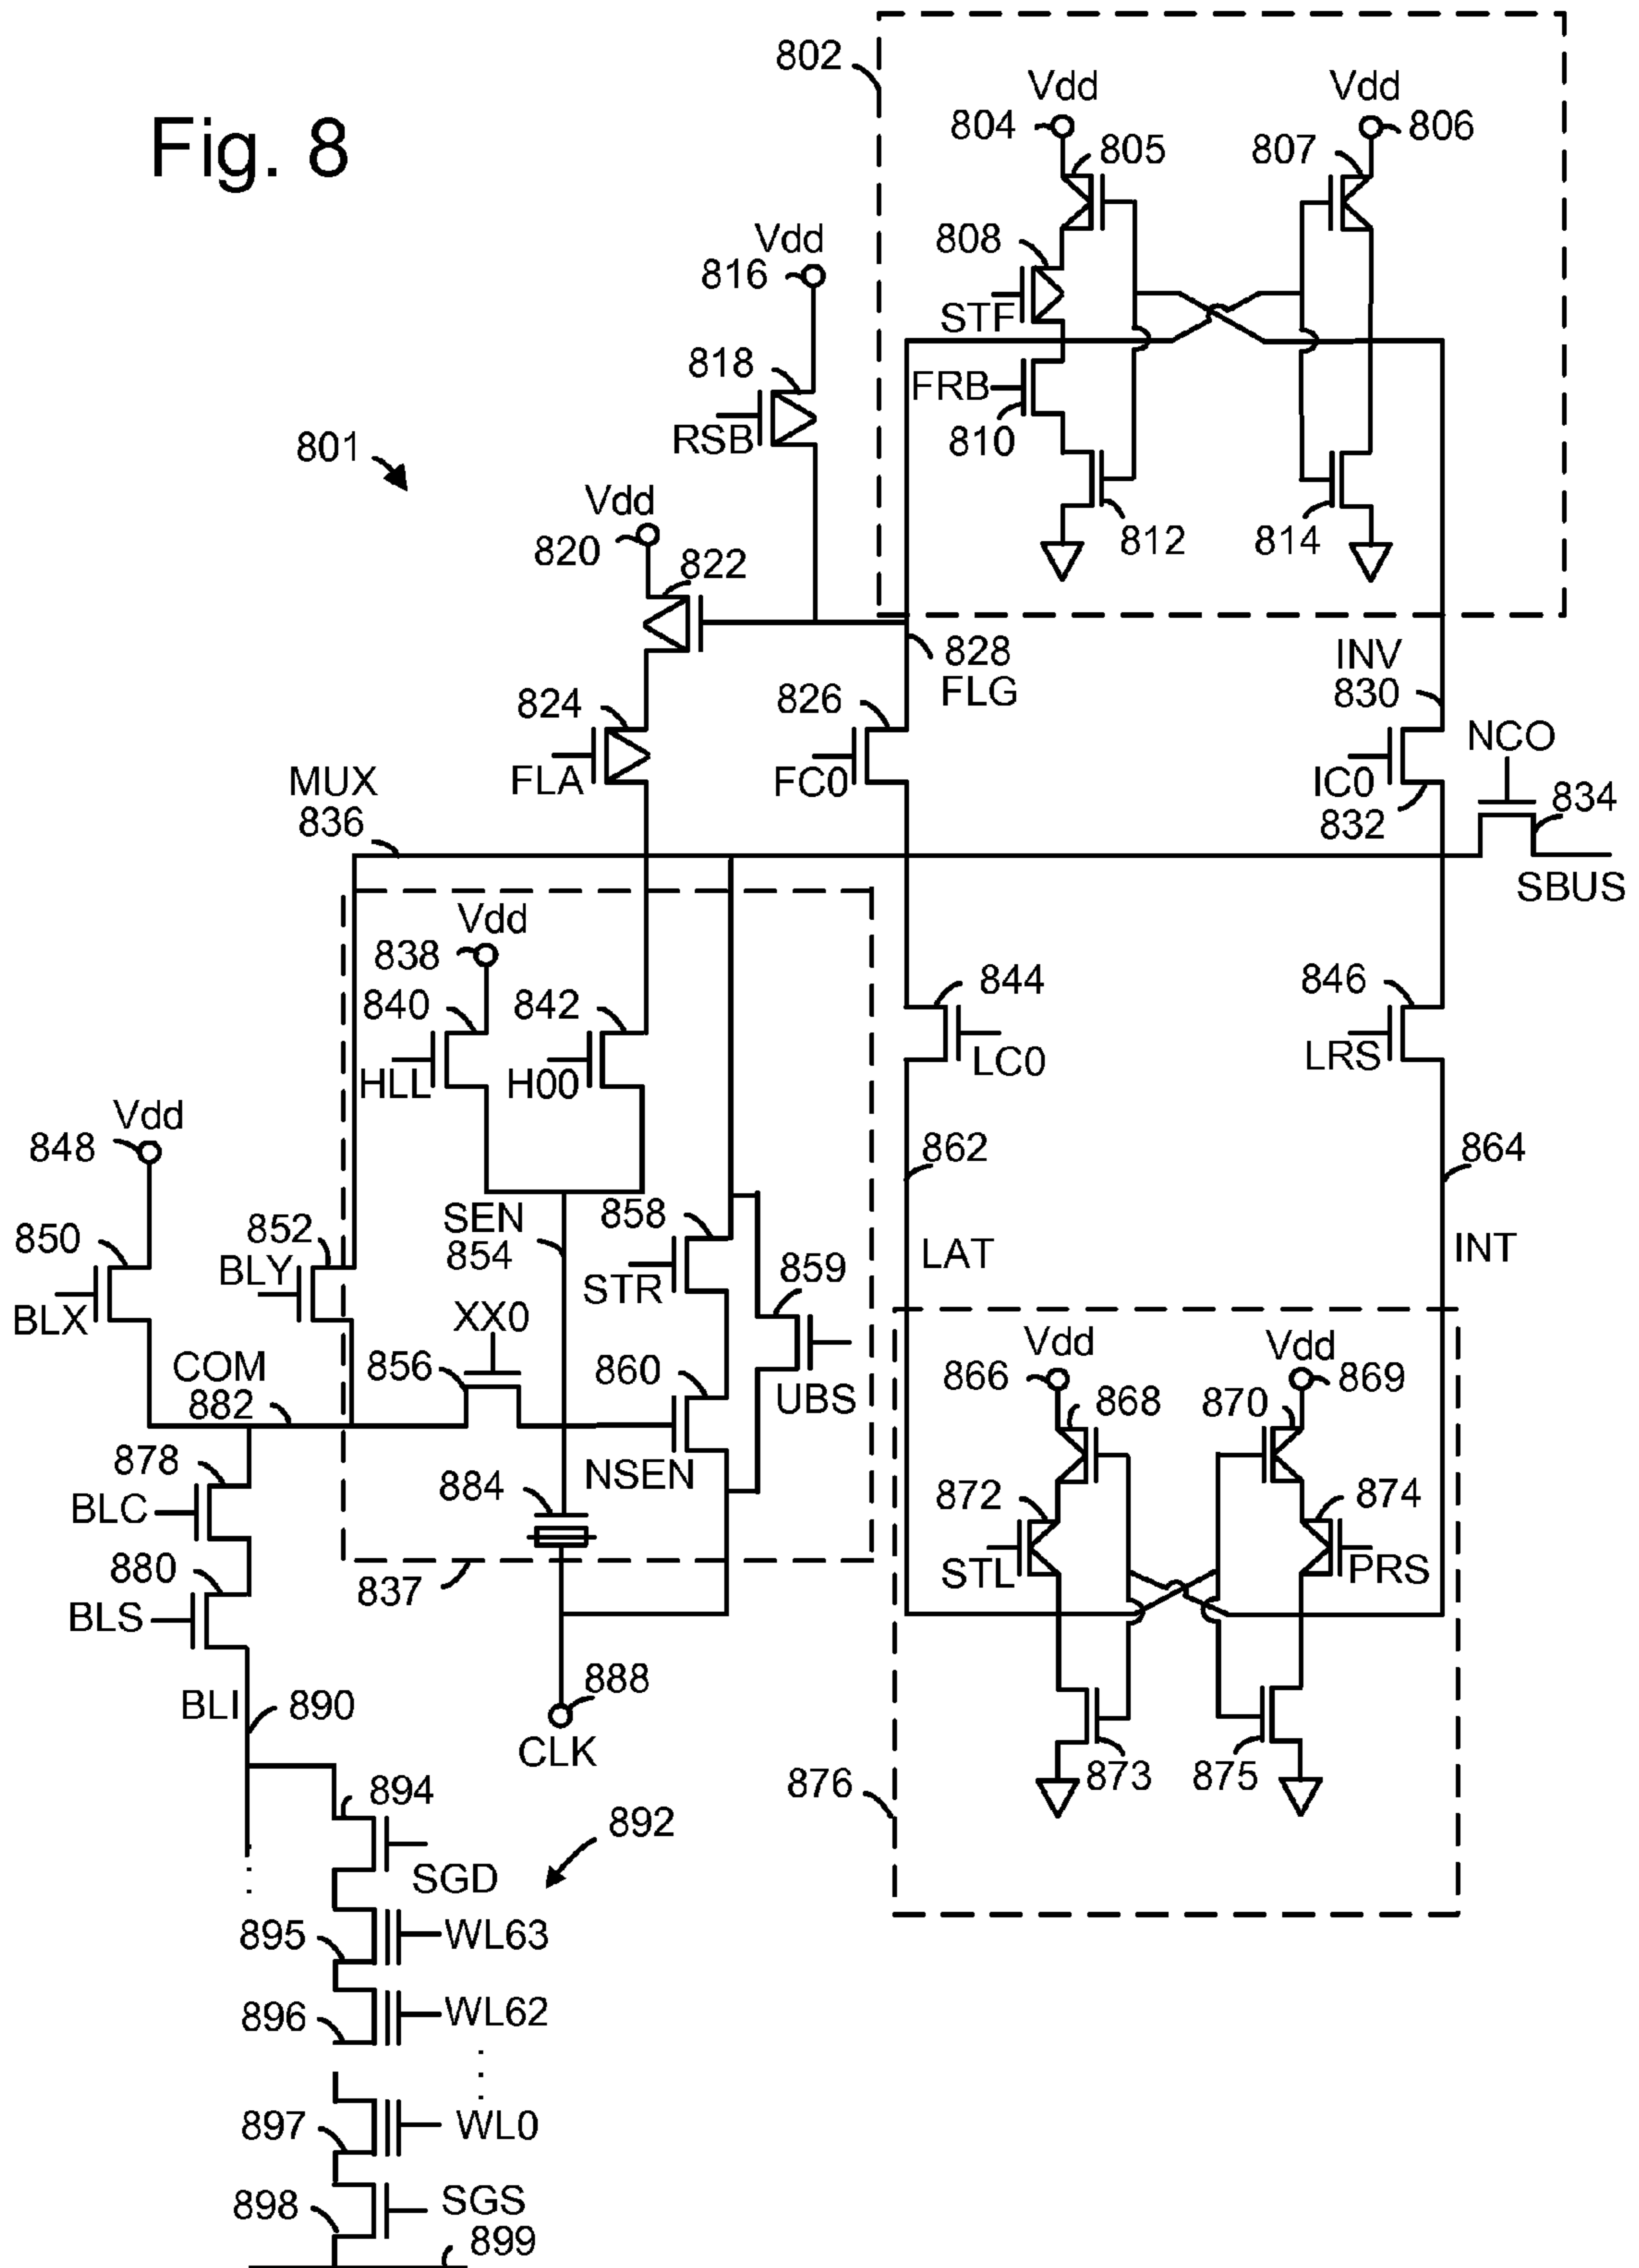 Fig. 8
802
Vdd
804
805
Vdd
807
806
808
STF
FRB
810
812
814
Vdd
816
818
RSB
801
Vdd
820
822
824
FLA
826
FC0
828
FLG
INV
830
IC0
832
NCO
834
SBUS
MUX
836
Vdd
838
840
HLL
842
H00
844
LC0
846
LRS
Vdd
848
850
BLX
852
BLY
SEN
854
858
STR
859
UBS
862
LAT
864
INT
XX0
856
860
NSEN
COM
882
878
BLC
884
880
BLS
837
Vdd
866
868
Vdd
870
869
872
STL
874
PRS
873
875
876
BLI
890
888
CLK
894
SGD
892
895
WL63
896
WL62
897
WL0
898
SGS
899